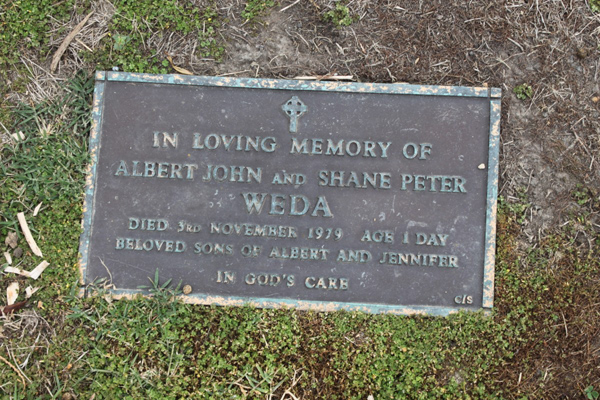 IN LOVING MEMORY OF
ALBERT JOHN AND SHANE PETER
WEDA
DIED 3RD NOVEMBER 1979 AGE 1 DAY
BELOVED SONS OF ALBERT AND JENNIFER
IN GOD'S CARE
C/S